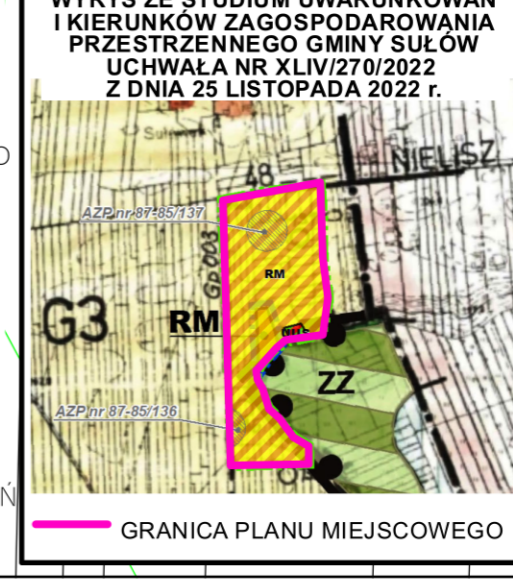 WYRYS ZE STUDIUM UWARUNKOWAŃ
I KIERUNKÓW ZAGOSPODAROWANIA
PRZESTRZENNEGO GMINY SUŁÓW
UCHWAŁA NR XLIV/270/2022
Z DNIA 25 LISTOPADA 2022 r.
NIELISZ
48
AZP nr 87-85/137
Gp 003
RM
G3
RM
ZZ
AZP nr 87-85/136
GRANICA PLANU MIEJSCOWEGO